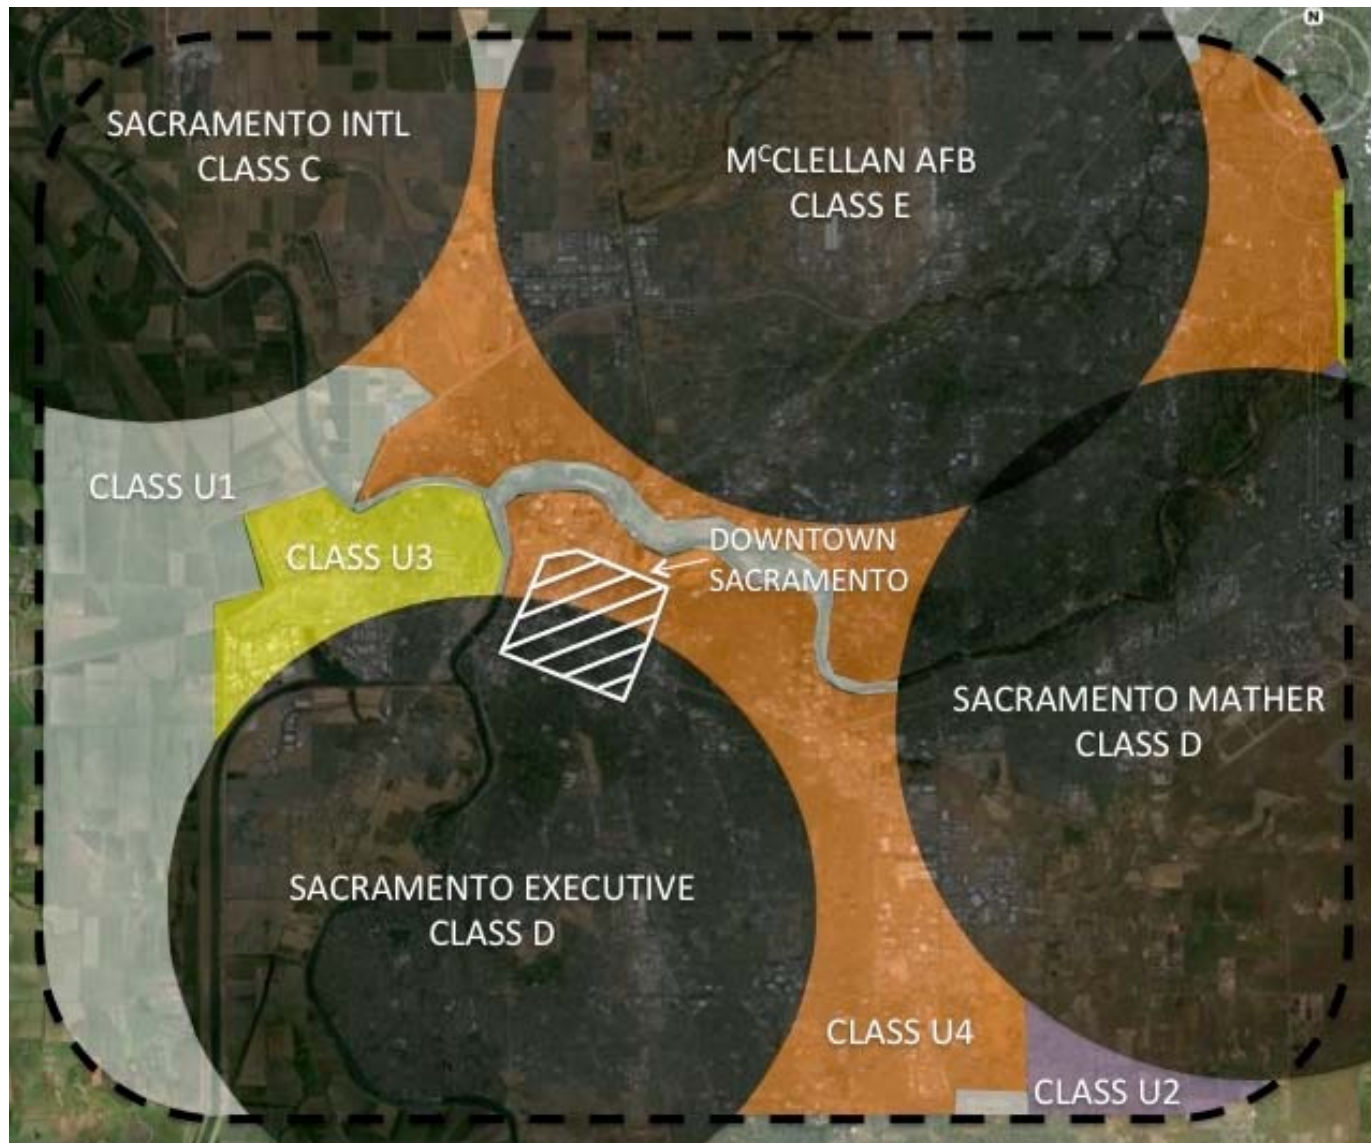 N
SACRAMENTO INTL
CLASS C
MCCLELLAN AFB
CLASS E
CLASS U1
CLASS U3
DOWNTOWN
SACRAMENTO
SACRAMENTO MATHER
CLASS D
SACRAMENTO EXECUTIVE
CLASS D
CLASS U4
CLASS U2